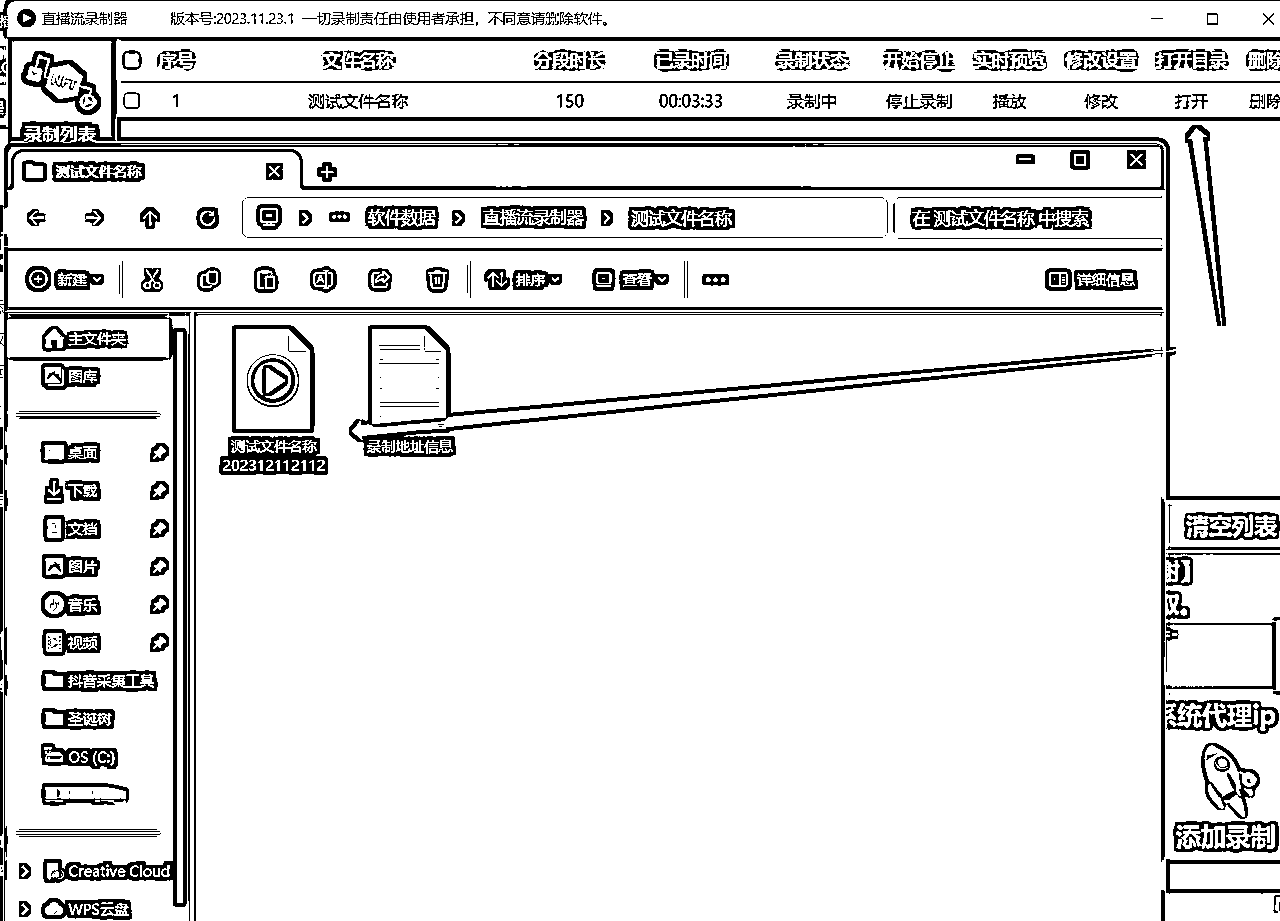 直播流录制器 版本号:2023.11.23.1 一切录制责任由使用者承担，不同意请删除软件。
序号 文件名称 分段时长 已录时间 录制状态 开始停止 实时预览 修改设置 打开目录 删除
1 测试文件名称 150 00:03:33 录制中 停止录制 播放 修改 打开 删除
录制列表
测试文件名称
软件数据 直播流录制器 测试文件名称 在 测试文件名称 中搜索
新建 排序 查看 详细信息
主文件夹
图库
桌面
下载
文档
图片
音乐
视频
抖音采集工具
圣诞树
OS (C:)
Creative Cloud
WPS云盘
测试文件名称
202312112112
录制地址信息
清空列表
系统代理ip
添加录制